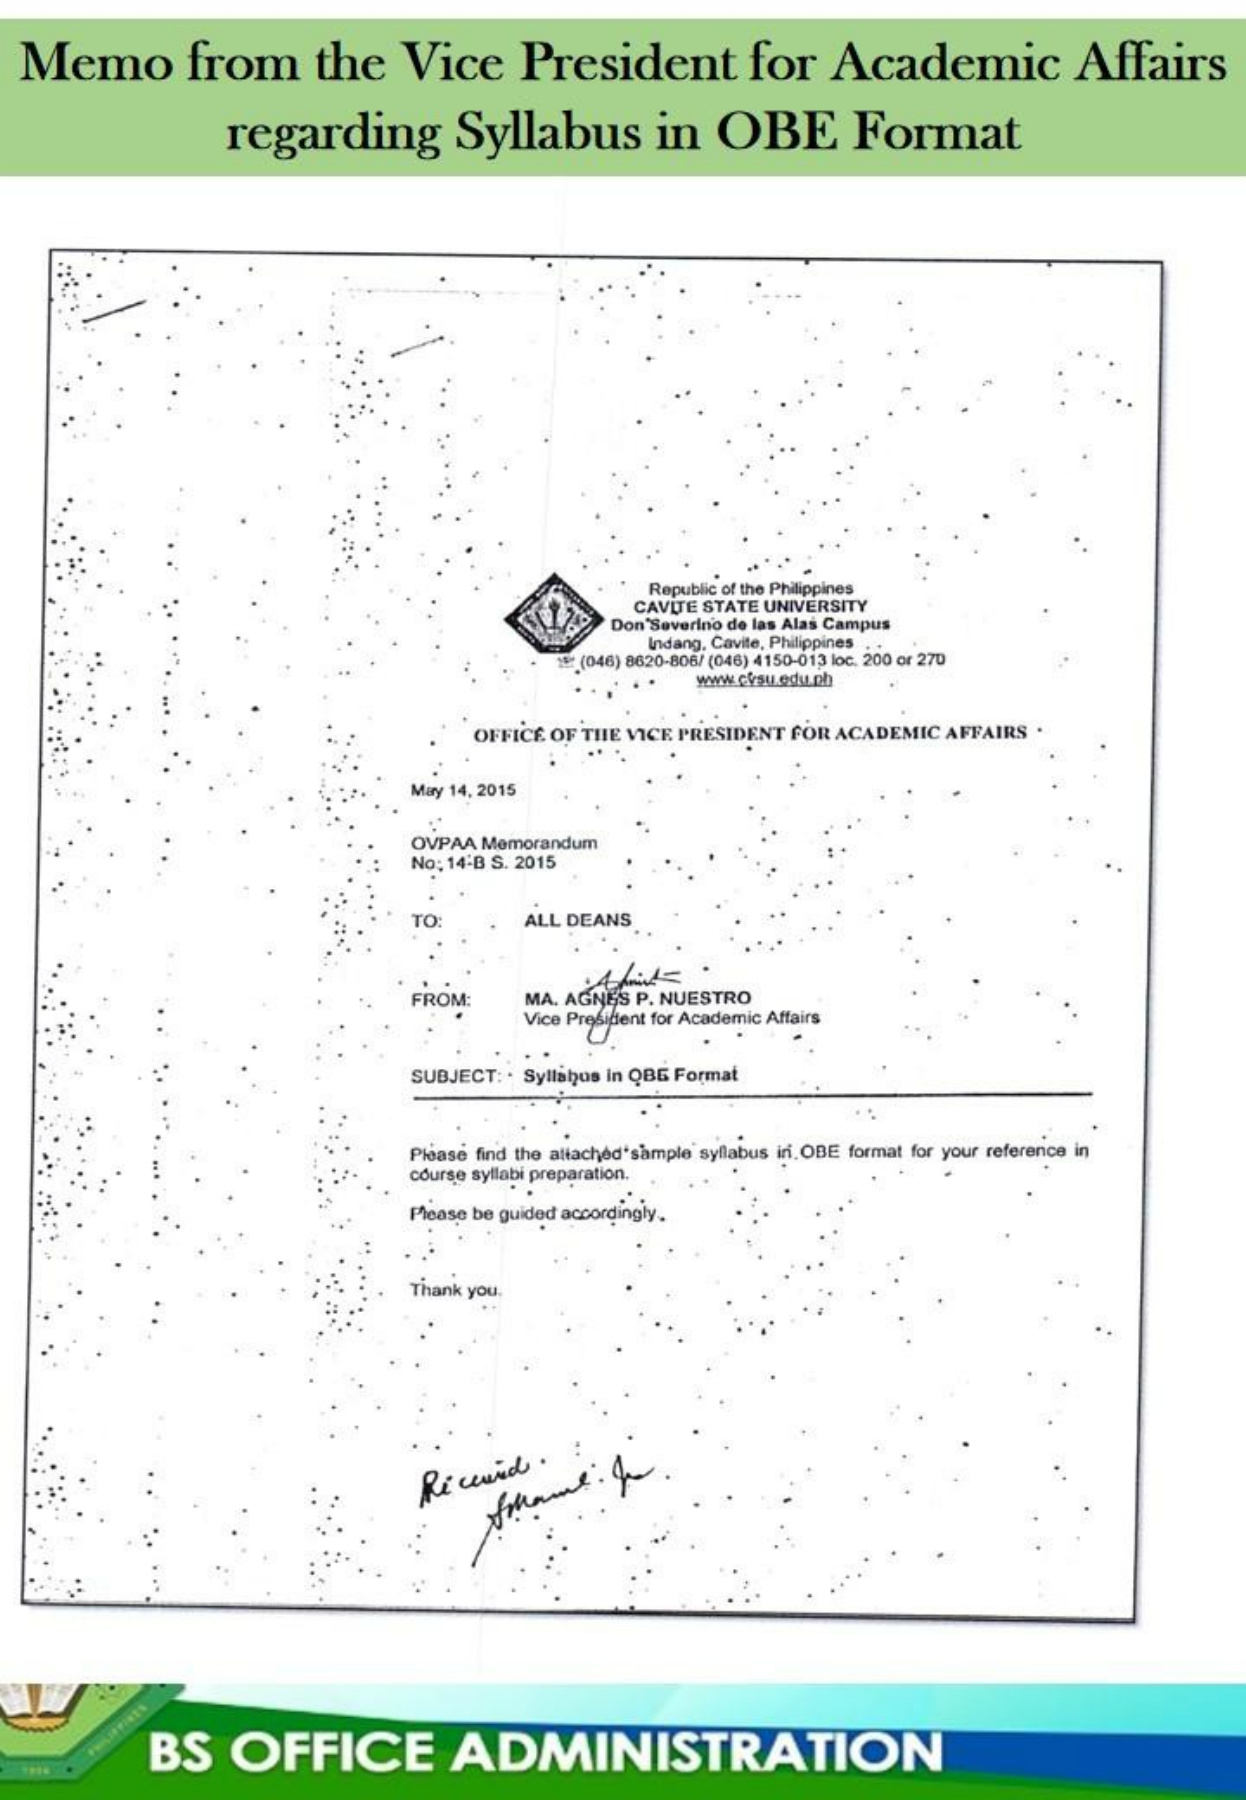 Memo from the Vice President for Academic Affairs
regarding Syllabus in OBE Format
Republic of the Philippines
CAVITE STATE UNIVERSITY
Don Severino de las Alas Campus
Indang, Cavite, Philippines
☏ (046) 8620-806/ (046) 4150-013 loc. 200 or 270
www.cvsu.edu.ph
OFFICE OF THE VICE PRESIDENT FOR ACADEMIC AFFAIRS
May 14, 2015
OVPAA Memorandum
No. 14-B S. 2015
TO: ALL DEANS
FROM: MA. AGNES P. NUESTRO
Vice President for Academic Affairs
SUBJECT: Syllabus in OBE Format
Please find the attached sample syllabus in OBE format for your reference in
course syllabi preparation.
Please be guided accordingly.
Thank you.
Received.
PHILIPPINES
1906
BS OFFICE ADMINISTRATION